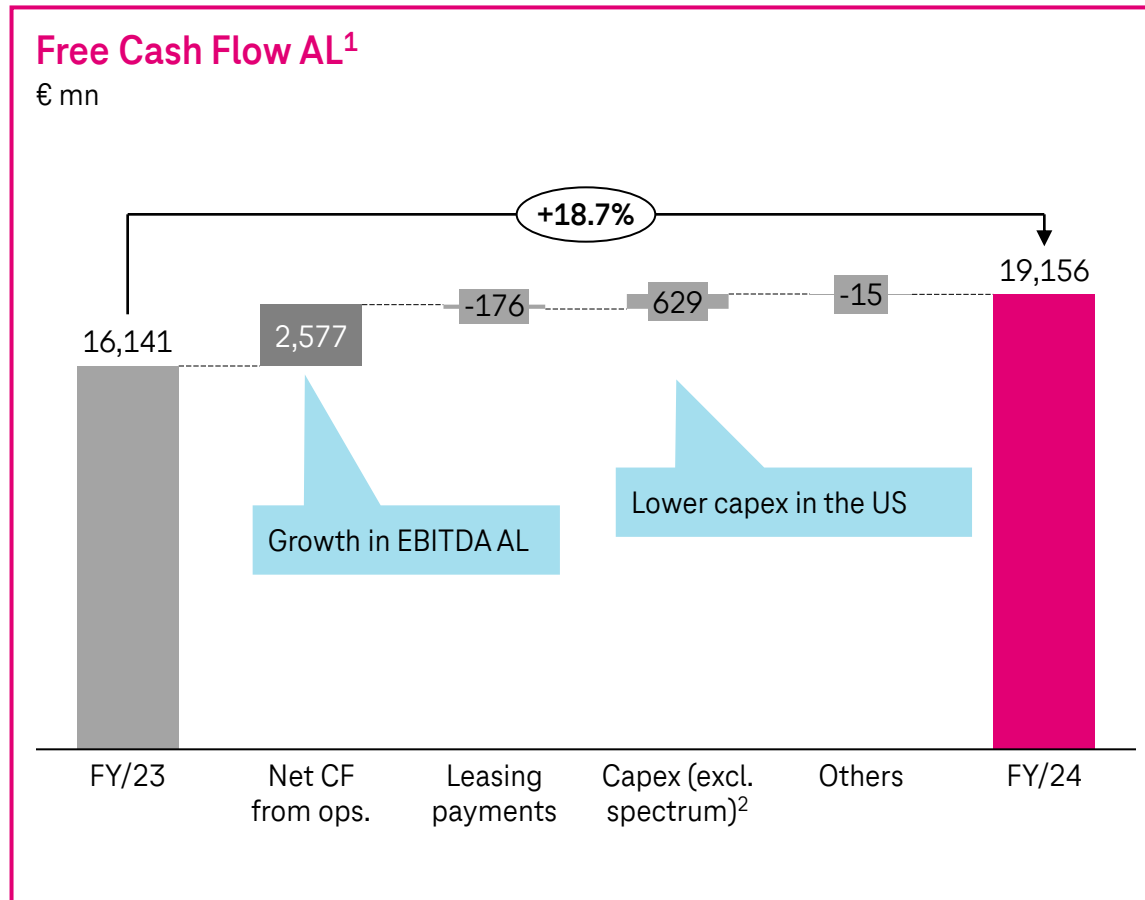 Free Cash Flow AL¹
€ mn
+18.7%
16,141
2,577
-176
629
-15
19,156
Growth in EBITDA AL
Lower capex in the US
FY/23
Net CF
from ops.
Leasing
payments
Capex (excl.
spectrum)²
Others
FY/24